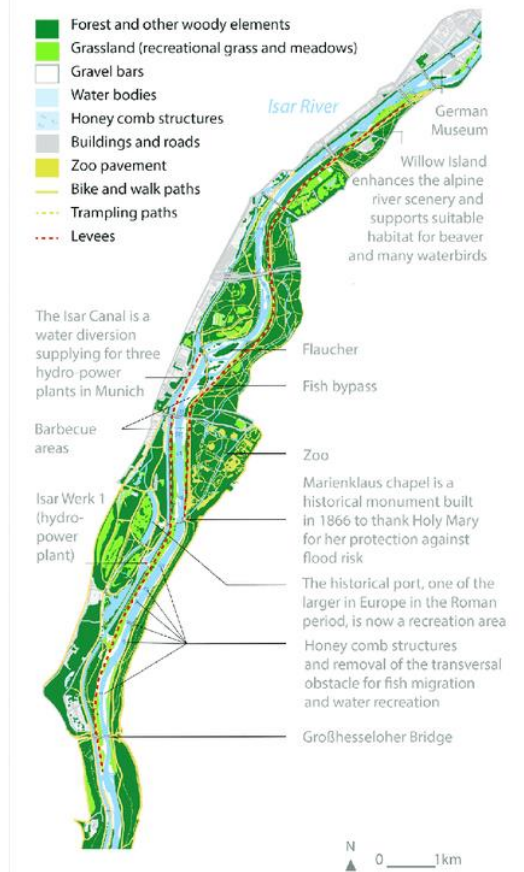 Forest and other woody elements
Grassland (recreational grass and meadows)
Gravel bars
Water bodies
Honey comb structures
Buildings and roads
Zoo pavement
Bike and walk paths
Trampling paths
Levees
Isar River
German
Museum
Willow Island
enhances the alpine
river scenery and
supports suitable
habitat for beaver
and many waterbirds
The Isar Canal is a
water diversion
supplying for three
hydro-power
plants in Munich
Flaucher
Fish bypass
Barbecue
areas
Zoo
Isar Werk 1
(hydro-
power
plant)
Marienklaus chapel is a
historical monument built
in 1866 to thank Holy Mary
for her protection against
flood risk
The historical port, one of the
larger in Europe in the Roman
period, is now a recreation area
Honey comb structures
and removal of the transversal
obstacle for fish migration
and water recreation
Großhesseloher Bridge
N
0 1km